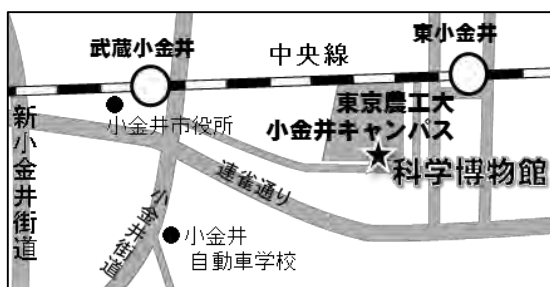 武蔵小金井
中央線
東小金井
小金井市役所
東京農工大
小金井キャンパス
科学博物館
新小金井街道
連雀通り
小金井街道
小金井
自動車学校